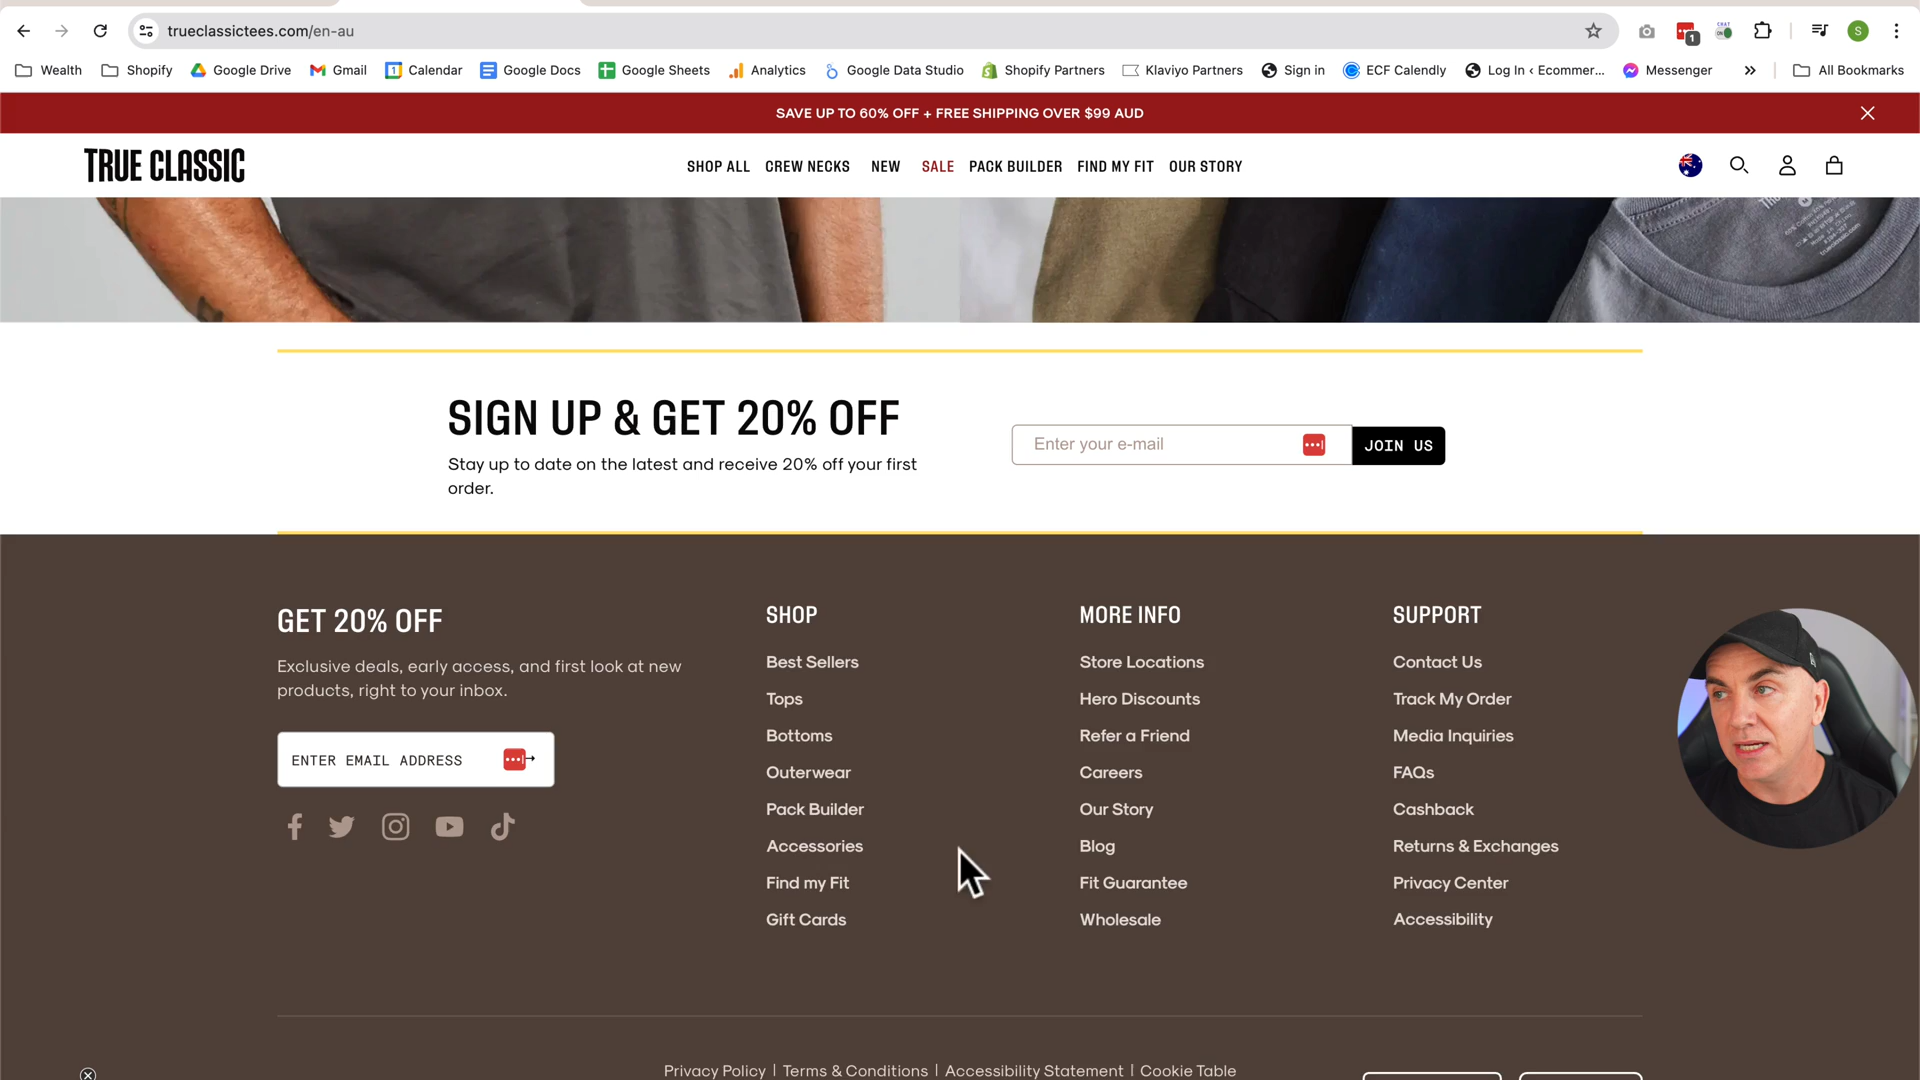 trueclassictees.com/en-au
1
CHAT
S
Wealth
Shopify
Google Drive
Gmail
Calendar
Google Docs
Google Sheets
Analytics
Google Data Studio
Shopify Partners
Klaviyo Partners
Sign in
ECF Calendly
Log In ‹ Ecommer...
Messenger
All Bookmarks
SAVE UP TO 60% OFF + FREE SHIPPING OVER $99 AUD
TRUE CLASSIC
SHOP ALL
CREW NECKS
NEW
SALE
PACK BUILDER
FIND MY FIT
OUR STORY
SIGN UP & GET 20% OFF
Stay up to date on the latest and receive 20% off your first
order.
Enter your e-mail
JOIN US
GET 20% OFF
Exclusive deals, early access, and first look at new
products, right to your inbox.
ENTER EMAIL ADDRESS
SHOP
Best Sellers
Tops
Bottoms
Outerwear
Pack Builder
Accessories
Find my Fit
Gift Cards
MORE INFO
Store Locations
Hero Discounts
Refer a Friend
Careers
Our Story
Blog
Fit Guarantee
Wholesale
SUPPORT
Contact Us
Track My Order
Media Inquiries
FAQs
Cashback
Returns & Exchanges
Privacy Center
Accessibility
Privacy Policy | Terms & Conditions | Accessibility Statement | Cookie Table